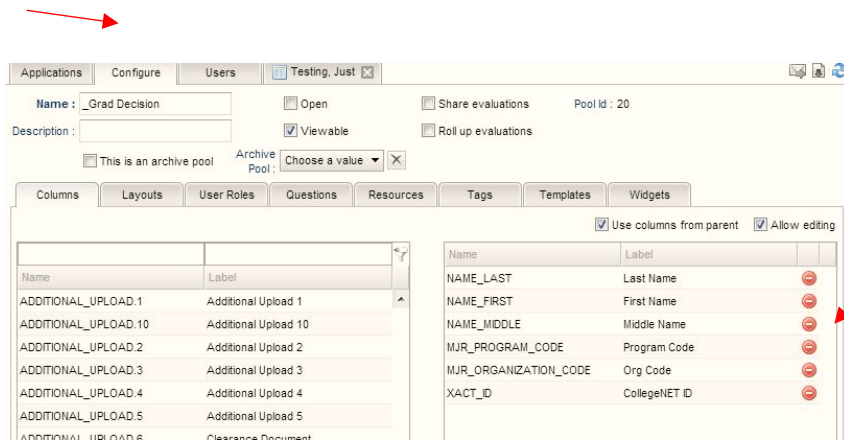 Applications Configure Users Testing, Just
Name : _Grad Decision Open Share evaluations Pool Id : 20
Description : Viewable Roll up evaluations
This is an archive pool Archive Pool : Choose a value
Columns Layouts User Roles Questions Resources Tags Templates Widgets
Use columns from parent Allow editing
Name Label
ADDITIONAL_UPLOAD.1 Additional Upload 1
ADDITIONAL_UPLOAD.10 Additional Upload 10
ADDITIONAL_UPLOAD.2 Additional Upload 2
ADDITIONAL_UPLOAD.3 Additional Upload 3
ADDITIONAL_UPLOAD.4 Additional Upload 4
ADDITIONAL_UPLOAD.5 Additional Upload 5
ADDITIONAL_UPLOAD.6 Clearance Document
Name Label
NAME_LAST Last Name
NAME_FIRST First Name
NAME_MIDDLE Middle Name
MJR_PROGRAM_CODE Program Code
MJR_ORGANIZATION_CODE Org Code
XACT_ID CollegeNET ID